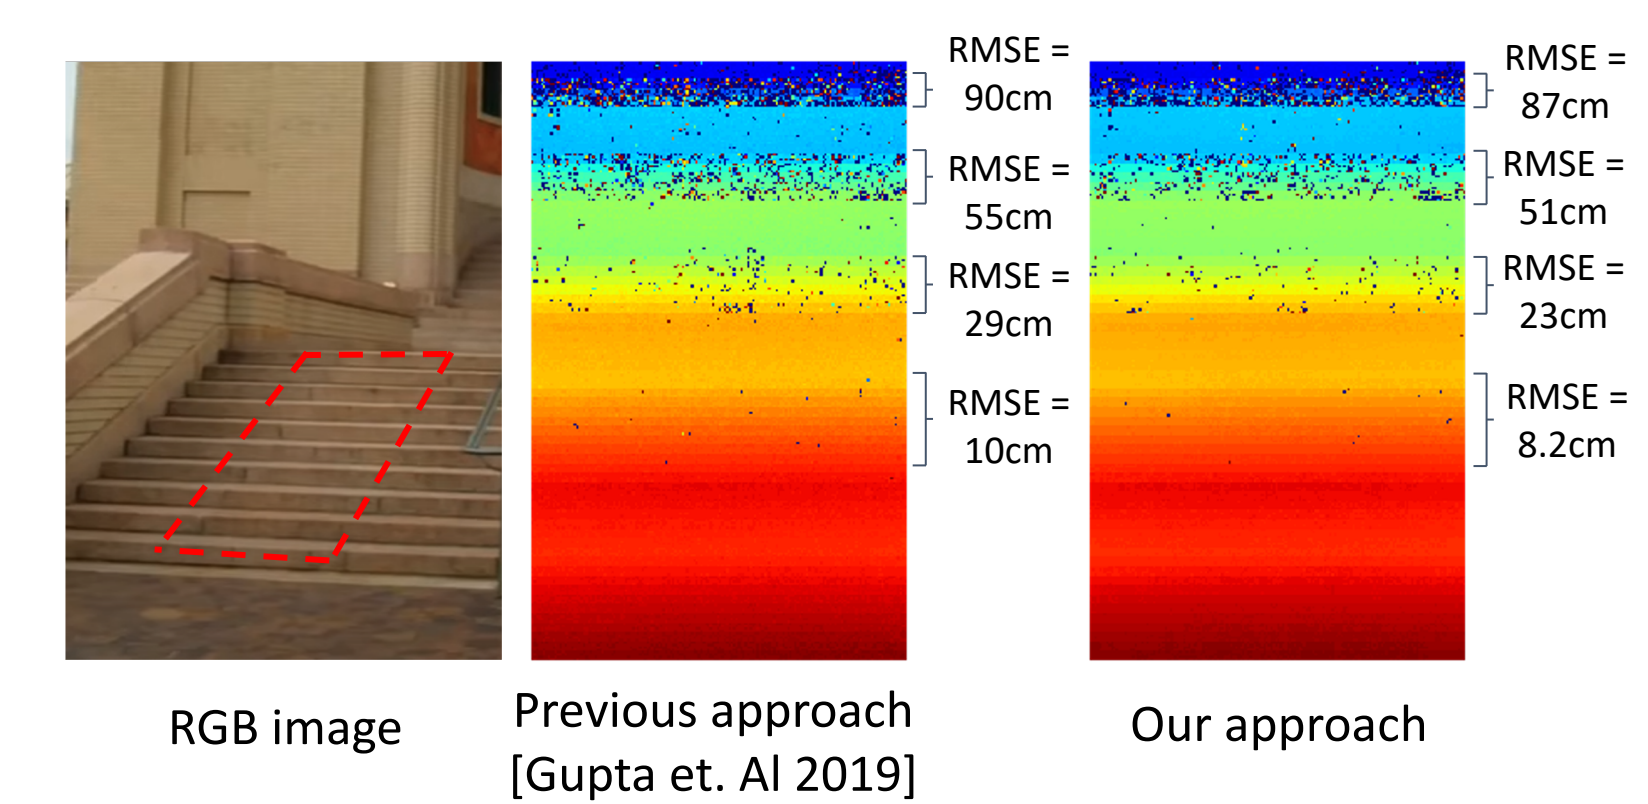 RMSE =
90cm
RMSE =
55cm
RMSE =
29cm
RMSE =
10cm
RMSE =
87cm
RMSE =
51cm
RMSE =
23cm
RMSE =
8.2cm
RGB image
Previous approach
[Gupta et. Al 2019]
Our approach